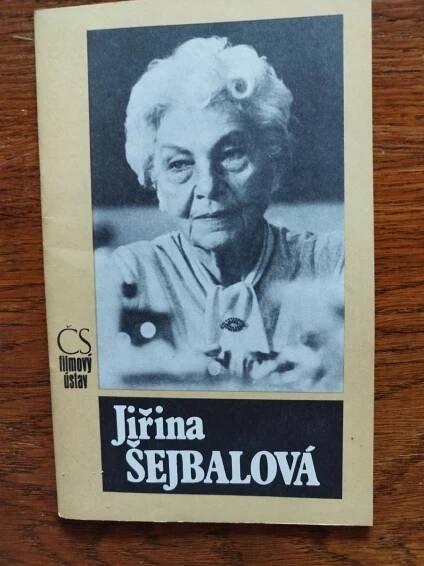 ČS
filmový
ústav
Jiřina
ŠEJBALOVÁ